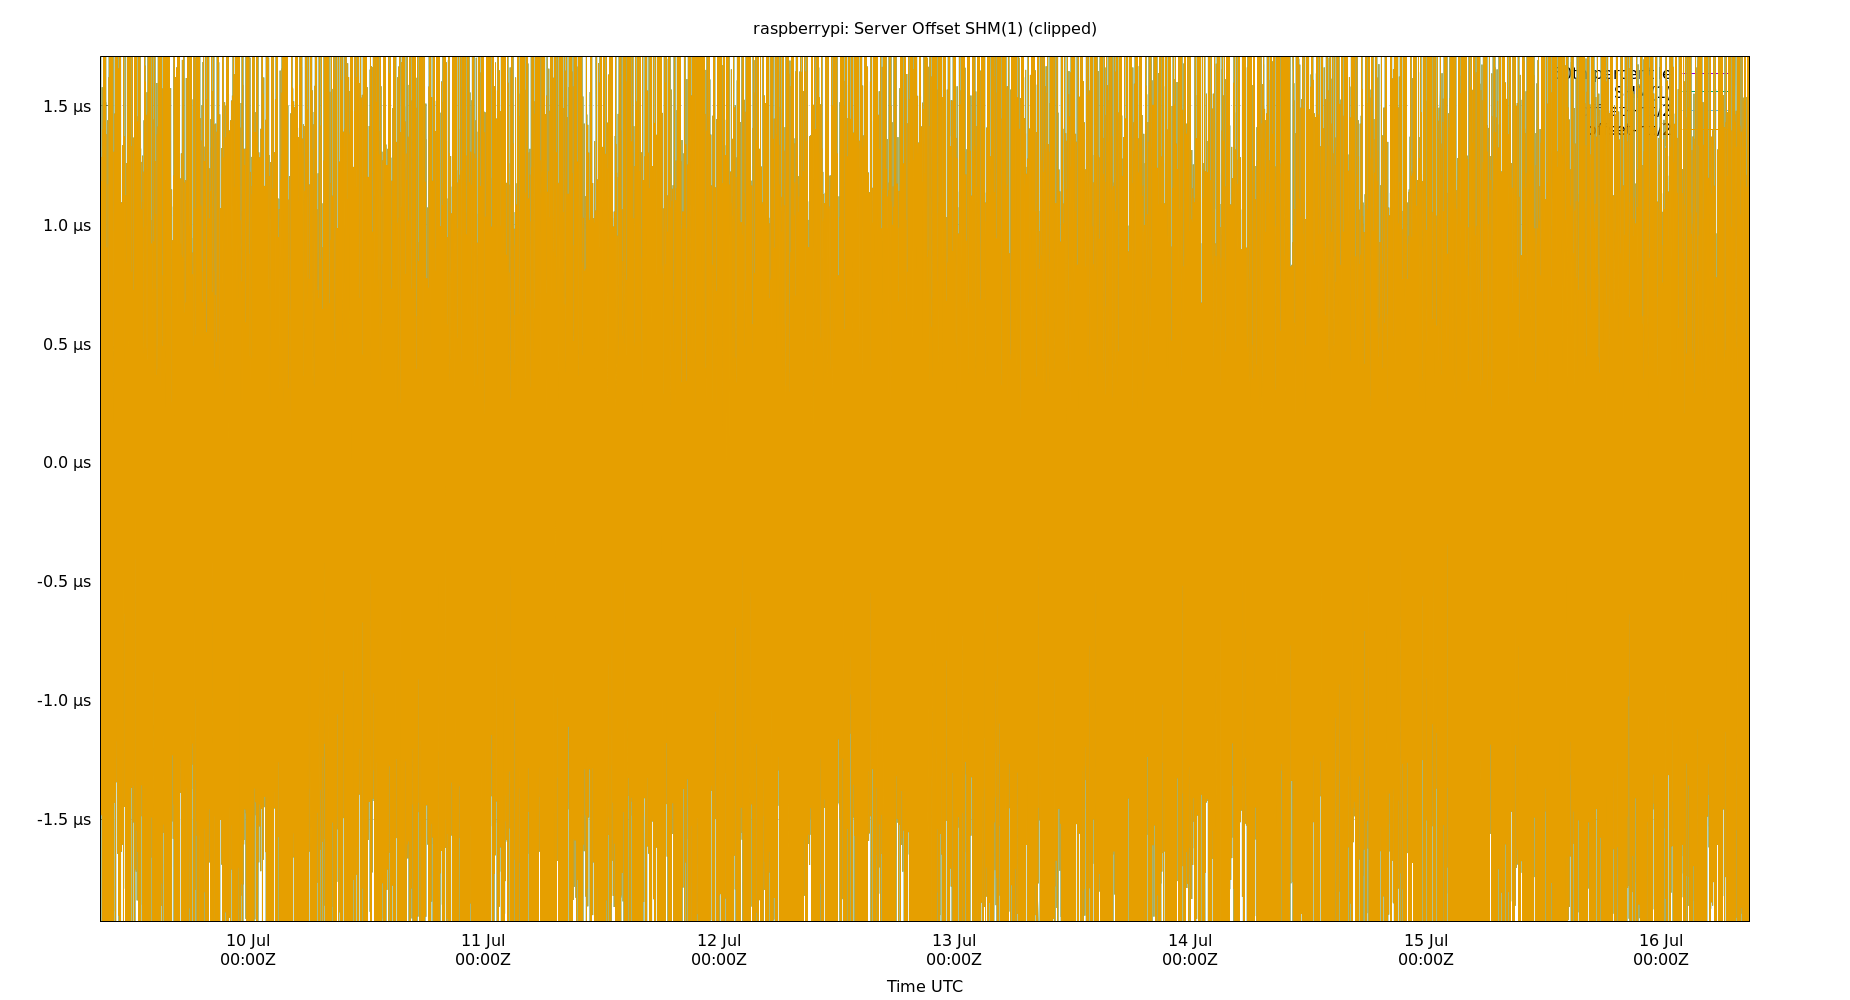 raspberrypi: Server Offset SHM(1) (clipped)
1.5 µs
1.0 µs
0.5 µs
0.0 µs
-0.5 µs
-1.0 µs
-1.5 µs
10 Jul 11 Jul 12 Jul 13 Jul 14 Jul 15 Jul 16 Jul
00:00Z 00:00Z 00:00Z 00:00Z 00:00Z 00:00Z 00:00Z
Time UTC